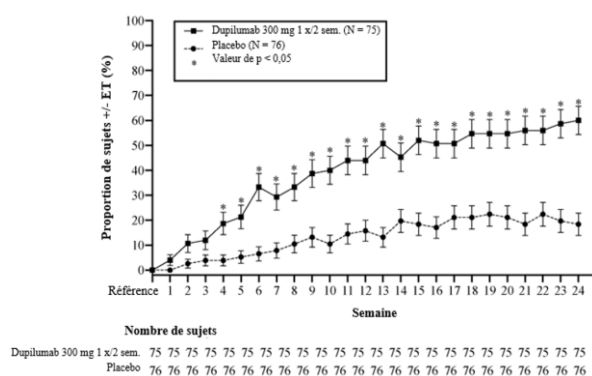 Dupilumab 300 mg 1 x/2 sem. (N = 75)
Placebo (N = 76)
Valeur de p < 0,05
Proportion de sujets +/- ET (%)
100
90
80
70
60
50
40
30
20
10
0
Référence 1 2 3 4 5 6 7 8 9 10 11 12 13 14 15 16 17 18 19 20 21 22 23 24
Semaine
Nombre de sujets
Dupilumab 300 mg 1 x/2 sem. 75 75 75 75 75 75 75 75 75 75 75 75 75 75 75 75 75 75 75 75 75 75 75 75
Placebo 76 76 76 76 76 76 76 76 76 76 76 76 76 76 76 76 76 76 76 76 76 76 76 76